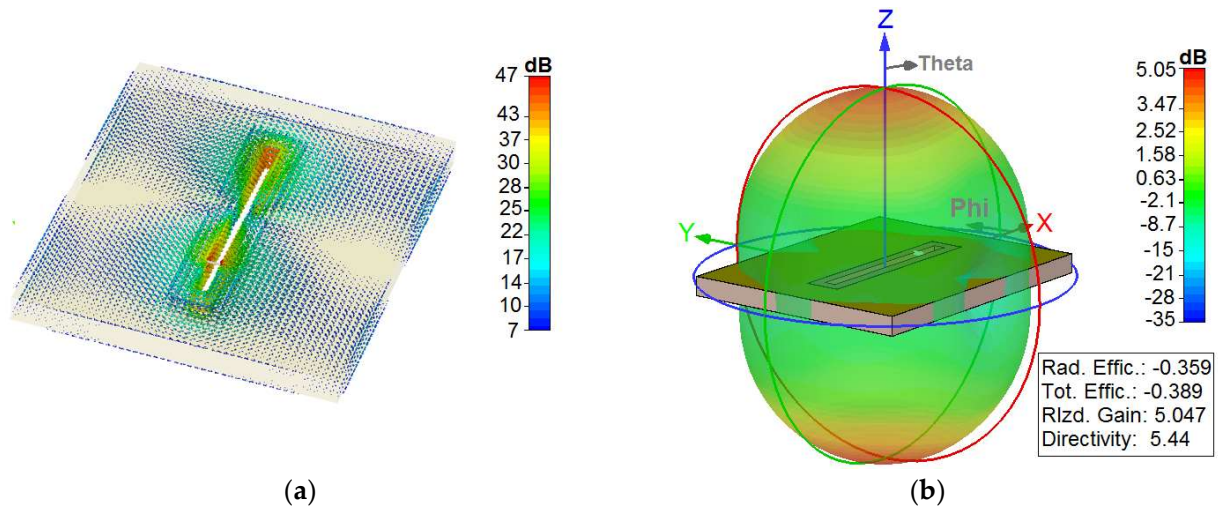 dB
47
43
37
30
28
22
17
14
10
7
(a)
Z
Theta
Phi
X
Y
dB
5.05
3.47
2.52
1.58
0.63
-2.1
-8.7
-15
-21
-28
-35
Rad. Effic.: -0.359
Tot. Effic.: -0.389
Rlzd. Gain: 5.047
Directivity: 5.44
(b)